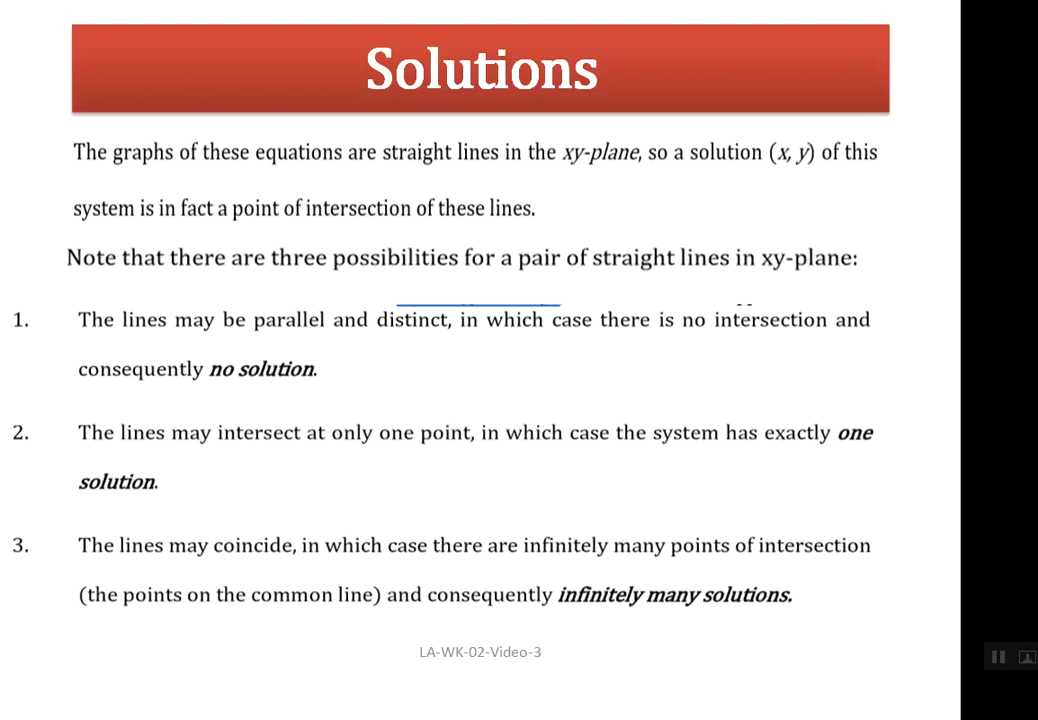 Solutions
The graphs of these equations are straight lines in the xy-plane, so a solution (x, y) of this
system is in fact a point of intersection of these lines.
Note that there are three possibilities for a pair of straight lines in xy-plane:
1. The lines may be parallel and distinct, in which case there is no intersection and
consequently no solution.
2. The lines may intersect at only one point, in which case the system has exactly one
solution.
3. The lines may coincide, in which case there are infinitely many points of intersection
(the points on the common line) and consequently infinitely many solutions.
LA-WK-02-Video-3